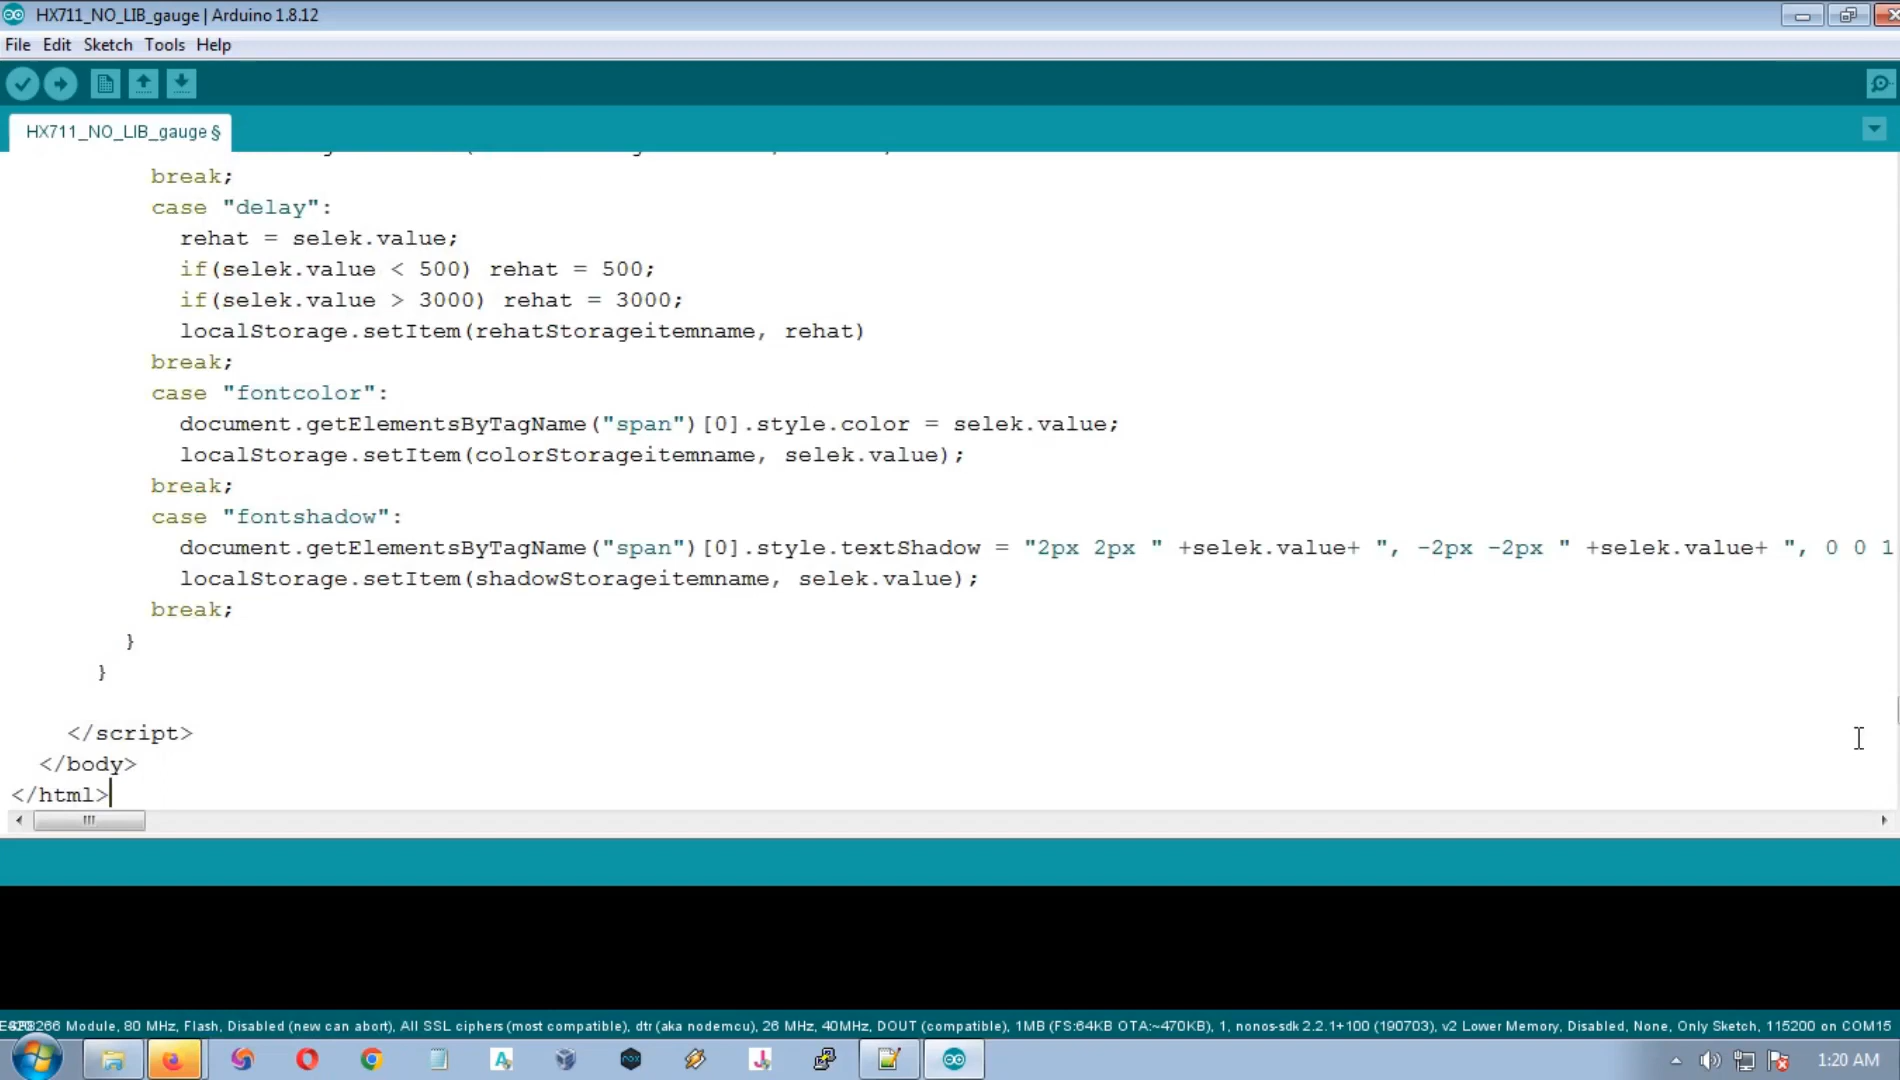 HX711_NO_LIB_gauge | Arduino 1.8.12
File Edit Sketch Tools Help
HX711_NO_LIB_gauge §
break;
case "delay":
rehat = selek.value;
if(selek.value < 500) rehat = 500;
if(selek.value > 3000) rehat = 3000;
localStorage.setItem(rehatStorageitemname, rehat)
break;
case "fontcolor":
document.getElementsByTagName("span")[0].style.color = selek.value;
localStorage.setItem(colorStorageitemname, selek.value);
break;
case "fontshadow":
document.getElementsByTagName("span")[0].style.textShadow = "2px 2px " +selek.value+ ", -2px -2px " +selek.value+ ", 0 0 1
localStorage.setItem(shadowStorageitemname, selek.value);
break;
}
}
</script>
</body>
</html>
Module, 80 MHz, Flash, Disabled (new can abort), All SSL ciphers (most compatible), dtr (aka nodemcu), 26 MHz, 40MHz, DOUT (compatible), 1MB (FS:64KB OTA:~470KB), 1, nonos-sdk 2.2.1+100 (190703), v2 Lower Memory, Disabled, None, Only Sketch, 115200 on COM15
1:20 AM